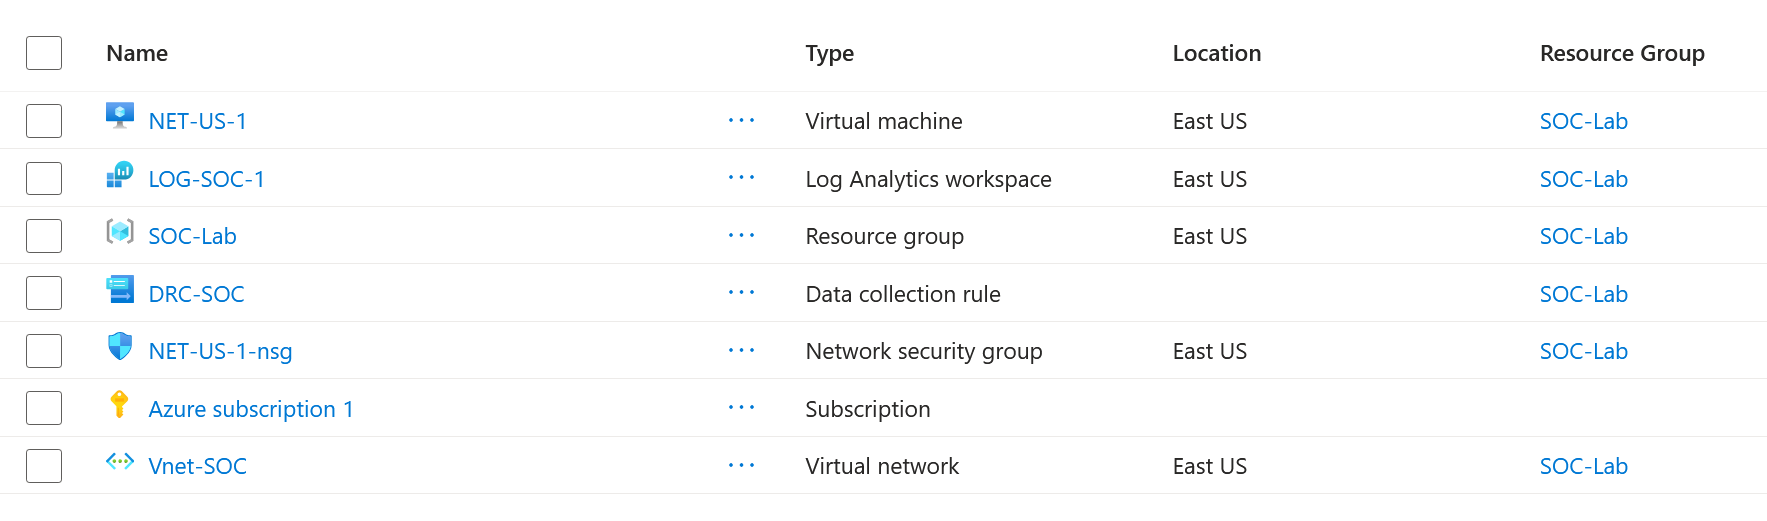 Name Type Location Resource Group
NET-US-1 ··· Virtual machine East US SOC-Lab
LOG-SOC-1 ··· Log Analytics workspace East US SOC-Lab
SOC-Lab ··· Resource group East US SOC-Lab
DRC-SOC ··· Data collection rule SOC-Lab
NET-US-1-nsg ··· Network security group East US SOC-Lab
Azure subscription 1 ··· Subscription
Vnet-SOC ··· Virtual network East US SOC-Lab